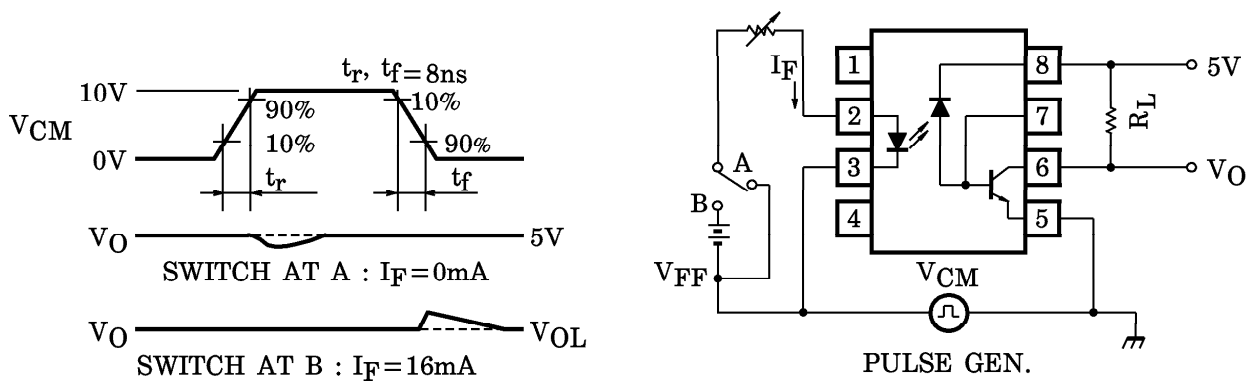 tr, tf=8ns
10V
90%
10%
VCM
10%
90%
0V
tr
tf
VO
5V
SWITCH AT A : IF=0mA
VO
VOL
SWITCH AT B : IF=16mA
IF
A
B
VFF
1
2
3
4
8
7
6
5
5V
RL
VO
VCM
PULSE GEN.